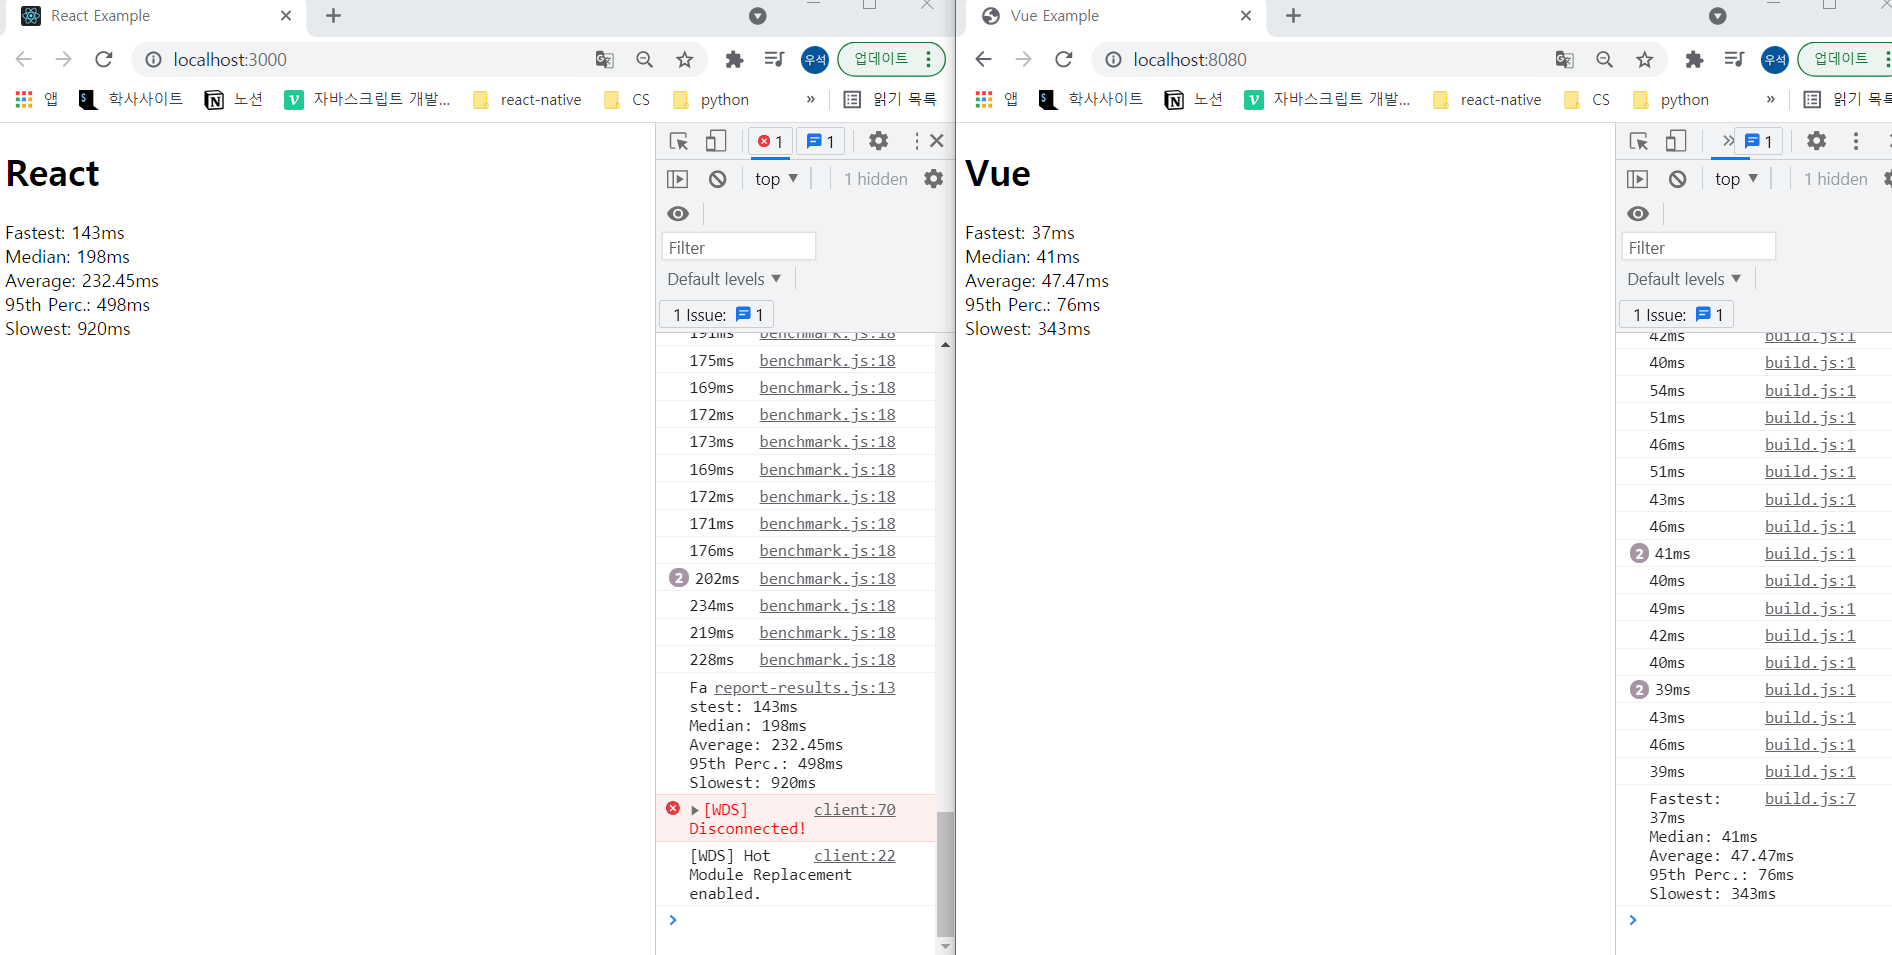 React Example
localhost:3000
우석
업데이트
앱
학사사이트
노션
자바스크립트 개발...
react-native
CS
python
»
읽기 목록
React
Fastest: 143ms
Median: 198ms
Average: 232.45ms
95th Perc.: 498ms
Slowest: 920ms
1
1
top
1 hidden
Filter
Default levels
1 Issue: 1
191ms benchmark.js:18
175ms benchmark.js:18
169ms benchmark.js:18
172ms benchmark.js:18
173ms benchmark.js:18
169ms benchmark.js:18
172ms benchmark.js:18
171ms benchmark.js:18
176ms benchmark.js:18
2 202ms benchmark.js:18
234ms benchmark.js:18
219ms benchmark.js:18
228ms benchmark.js:18
Fa report-results.js:13
stest: 143ms
Median: 198ms
Average: 232.45ms
95th Perc.: 498ms
Slowest: 920ms
[WDS] client:70
Disconnected!
[WDS] Hot client:22
Module Replacement
enabled.
Vue Example
localhost:8080
우석
업데이트
앱
학사사이트
노션
자바스크립트 개발...
react-native
CS
python
»
읽기 목록
Vue
Fastest: 37ms
Median: 41ms
Average: 47.47ms
95th Perc.: 76ms
Slowest: 343ms
»
1
top
1 hidden
Filter
Default levels
1 Issue: 1
42ms build.js:1
40ms build.js:1
54ms build.js:1
51ms build.js:1
46ms build.js:1
51ms build.js:1
43ms build.js:1
46ms build.js:1
2 41ms build.js:1
40ms build.js:1
49ms build.js:1
42ms build.js:1
40ms build.js:1
2 39ms build.js:1
43ms build.js:1
46ms build.js:1
39ms build.js:1
Fastest: build.js:7
37ms
Median: 41ms
Average: 47.47ms
95th Perc.: 76ms
Slowest: 343ms